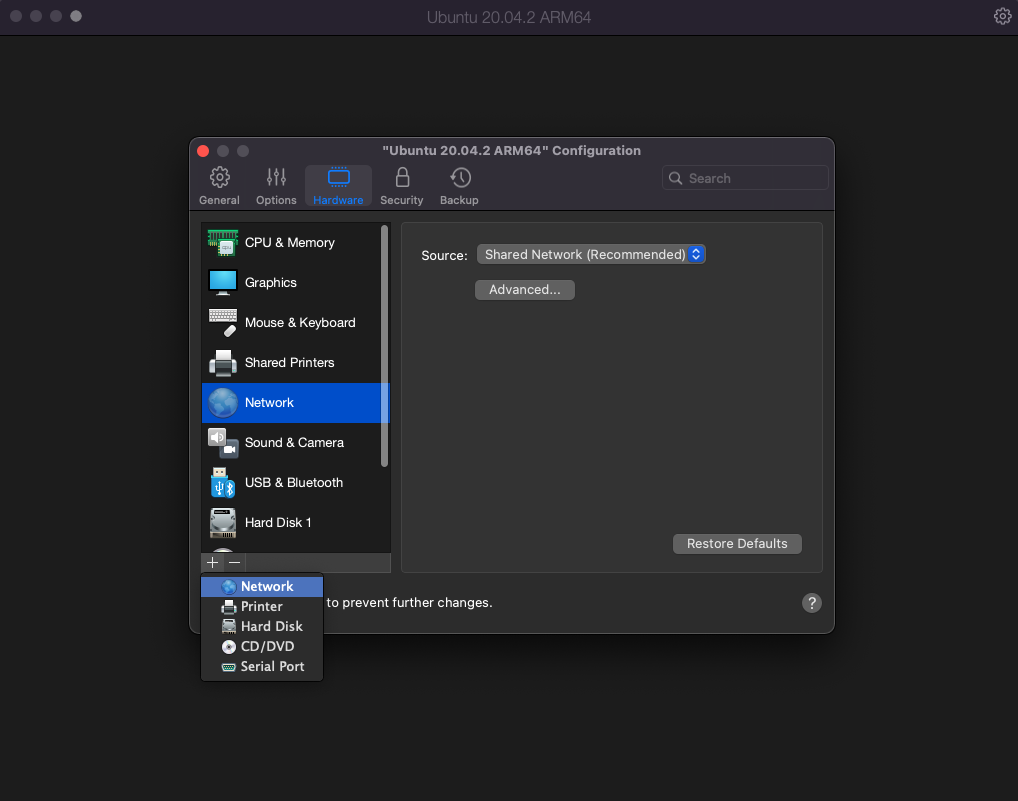 Ubuntu 20.04.2 ARM64
"Ubuntu 20.04.2 ARM64" Configuration
General Options Hardware Security Backup
Search
CPU & Memory
Graphics
Mouse & Keyboard
Shared Printers
Network
Sound & Camera
USB & Bluetooth
Hard Disk 1
Source: Shared Network (Recommended)
Advanced...
Restore Defaults
+ −
to prevent further changes.
?
Network
Printer
Hard Disk
CD/DVD
Serial Port